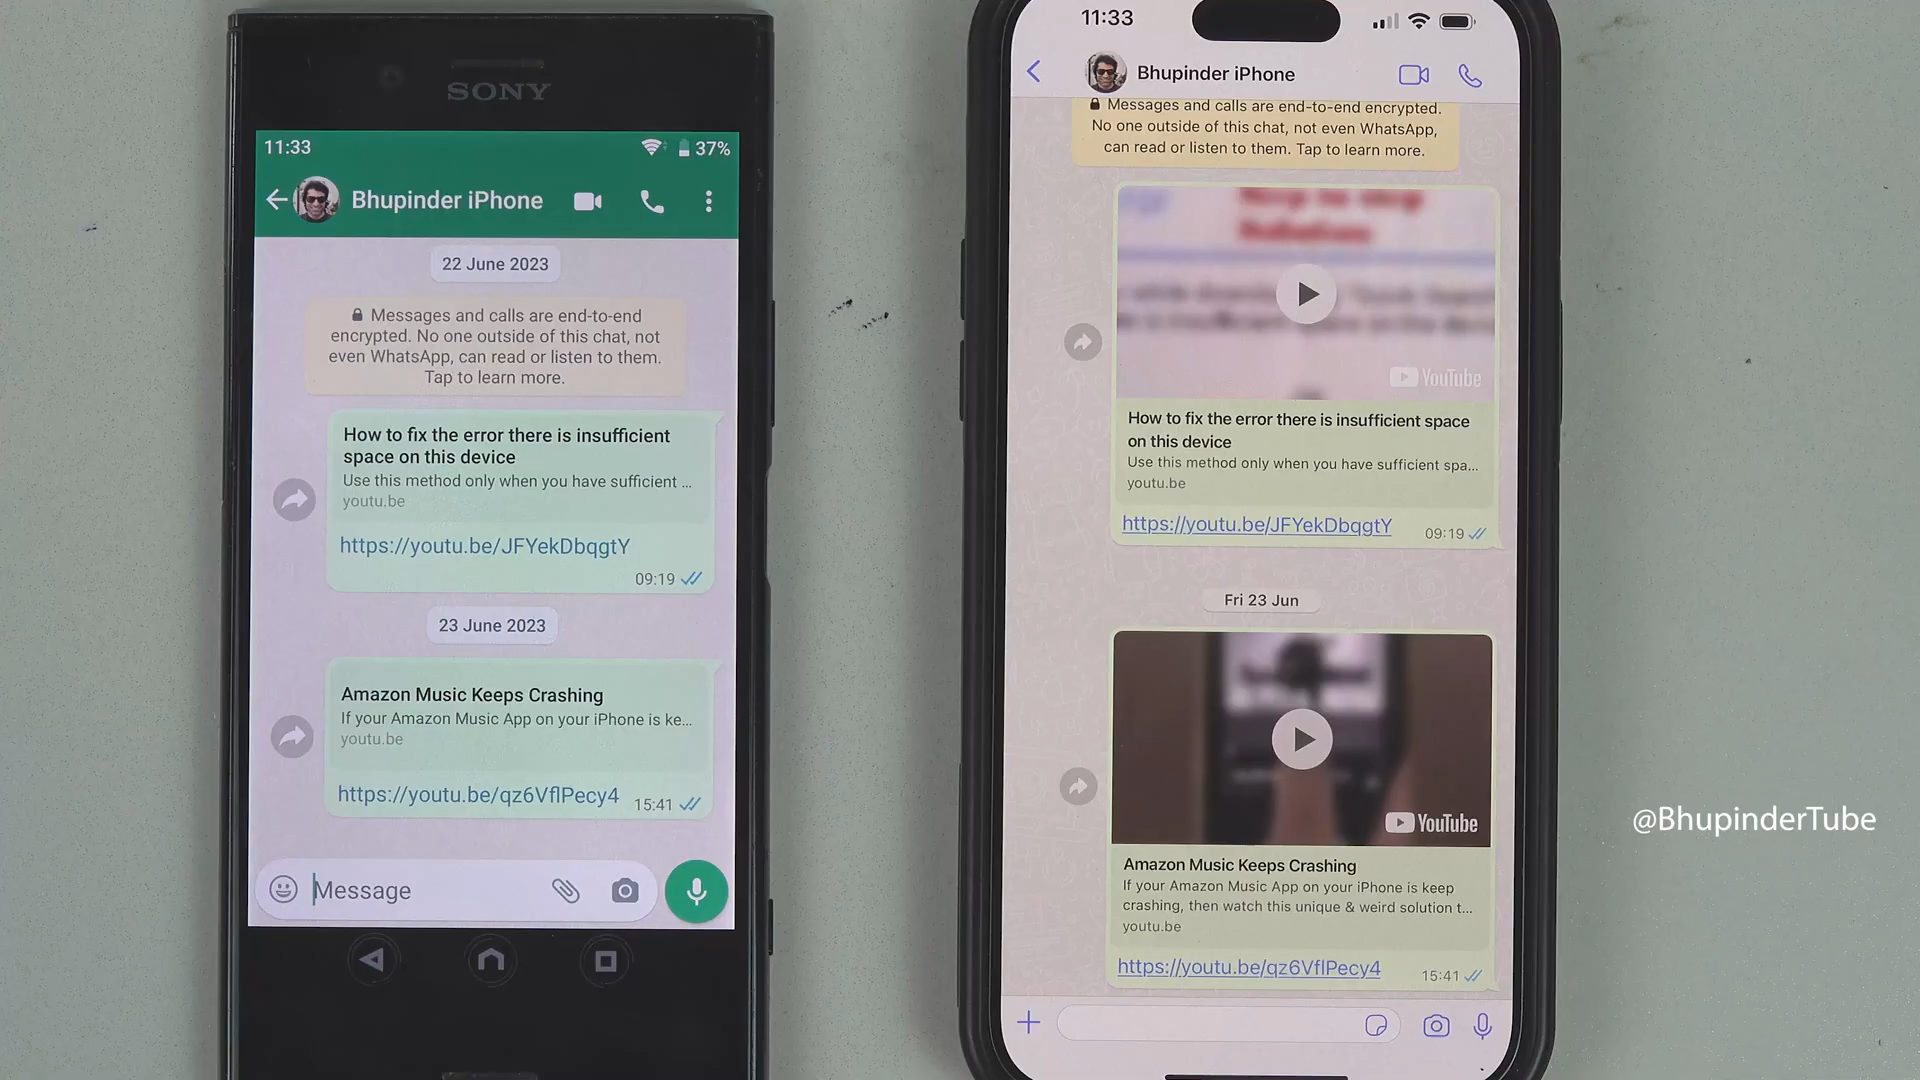 SONY
11:33
37%
Bhupinder iPhone
22 June 2023
Messages and calls are end-to-end
encrypted. No one outside of this chat, not
even WhatsApp, can read or listen to them.
Tap to learn more.
How to fix the error there is insufficient
space on this device
Use this method only when you have sufficient ...
youtu.be
https://youtu.be/JFYekDbqgtY
09:19
23 June 2023
Amazon Music Keeps Crashing
If your Amazon Music App on your iPhone is ke...
youtu.be
https://youtu.be/qz6VflPecy4
15:41
Message
11:33
Bhupinder iPhone
Messages and calls are end-to-end encrypted.
No one outside of this chat, not even WhatsApp,
can read or listen to them. Tap to learn more.
YouTube
How to fix the error there is insufficient space
on this device
Use this method only when you have sufficient spa...
youtu.be
https://youtu.be/JFYekDbqgtY
09:19
Fri 23 Jun
YouTube
Amazon Music Keeps Crashing
If your Amazon Music App on your iPhone is keep
crashing, then watch this unique & weird solution t...
youtu.be
https://youtu.be/qz6VflPecy4
15:41
@BhupinderTube